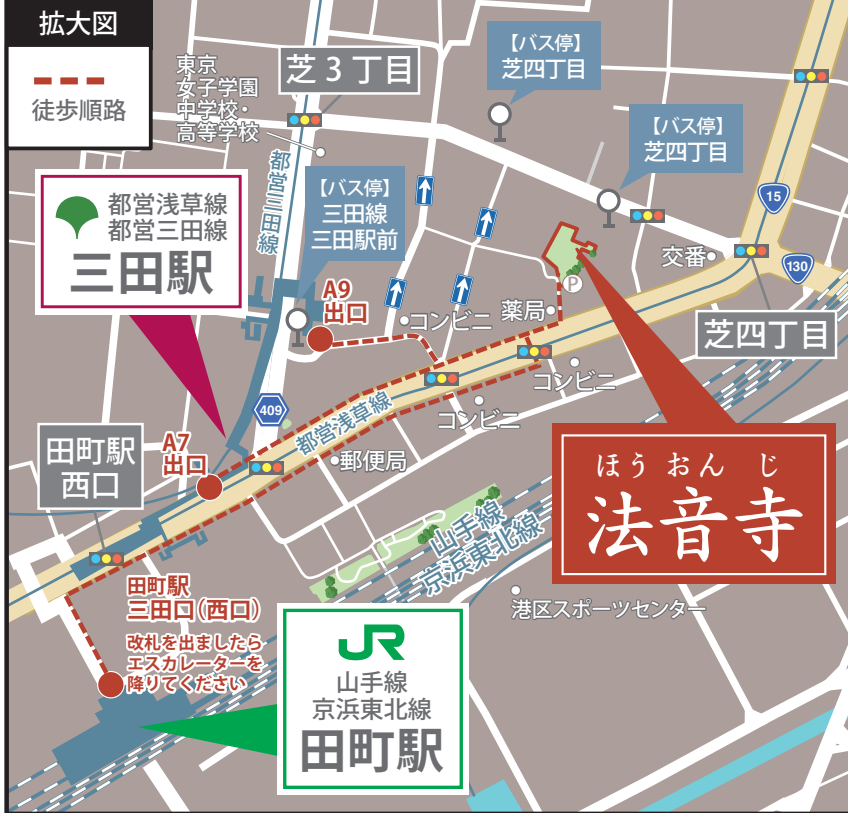 拡大図
徒歩順路
東京
女子学園
中学校・
高等学校
芝3丁目
【バス停】
芝四丁目
【バス停】
芝四丁目
都営三田線
【バス停】
三田線
三田駅前
都営浅草線
都営三田線
三田駅
15
130
交番
P
A9
出口
コンビニ
薬局
芝四丁目
コンビニ
コンビニ
409
都営浅草線
郵便局
A7
出口
田町駅
西口
ほうおんじ
法音寺
山手線
京浜東北線
田町駅
三田口(西口)
改札を出ましたら
エスカレーターを
降りてください
港区スポーツセンター
JR
山手線
京浜東北線
田町駅